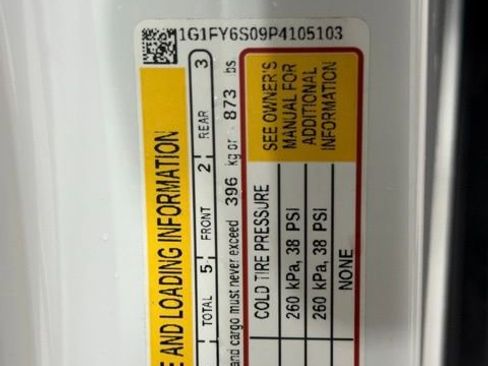 1G1FY6S09P4105103
E AND LOADING INFORMATION
TOTAL 5 FRONT 2 REAR 3
and cargo must never exceed 396 kg or 873 lbs
COLD TIRE PRESSURE
260 kPa, 38 PSI
260 kPa, 38 PSI
NONE
SEE OWNER'S
MANUAL FOR
ADDITIONAL
INFORMATION